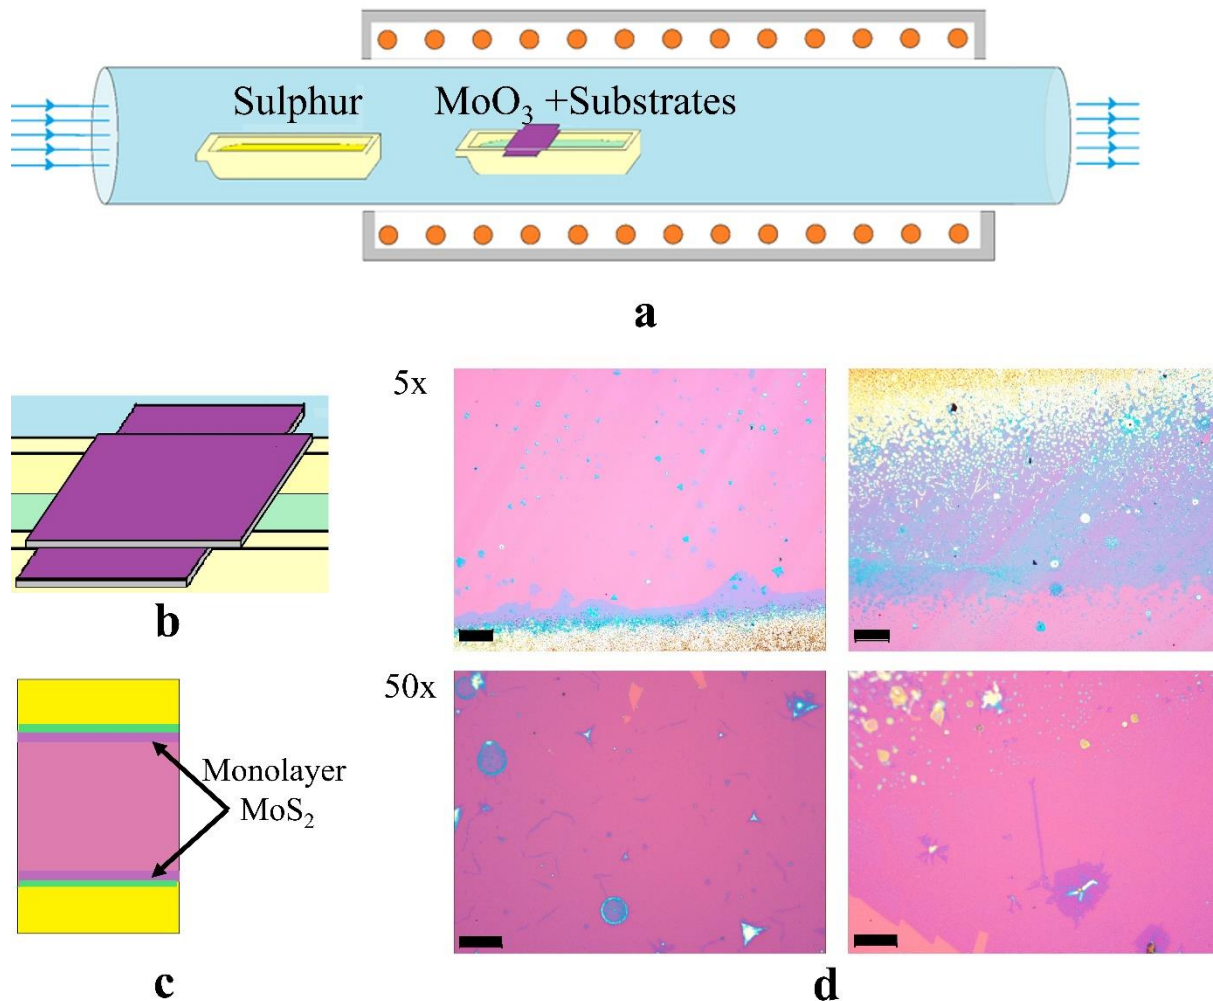 Sulphur
MoO₃ +Substrates
a
5x
b
50x
Monolayer
MoS₂
c
d